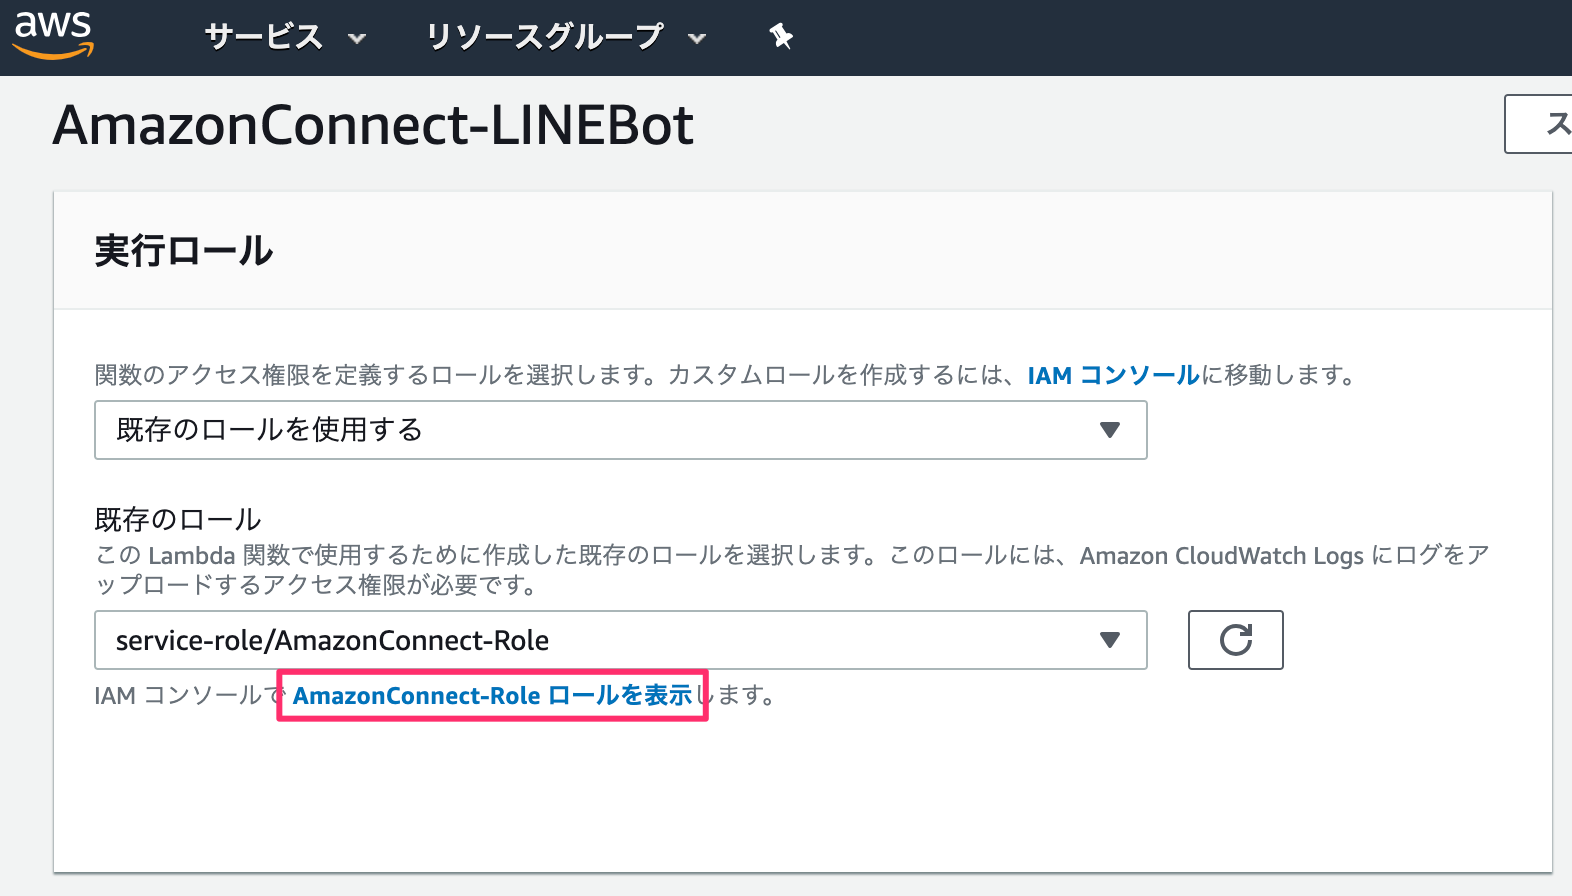 aws サービス リソースグループ
AmazonConnect-LINEBot
ス
実行ロール
関数のアクセス権限を定義するロールを選択します。カスタムロールを作成するには、IAM コンソールに移動します。
既存のロールを使用する
既存のロール
この Lambda 関数で使用するために作成した既存のロールを選択します。このロールには、Amazon CloudWatch Logs にログをア
ップロードするアクセス権限が必要です。
service-role/AmazonConnect-Role
IAM コンソールで AmazonConnect-Role ロールを表示します。